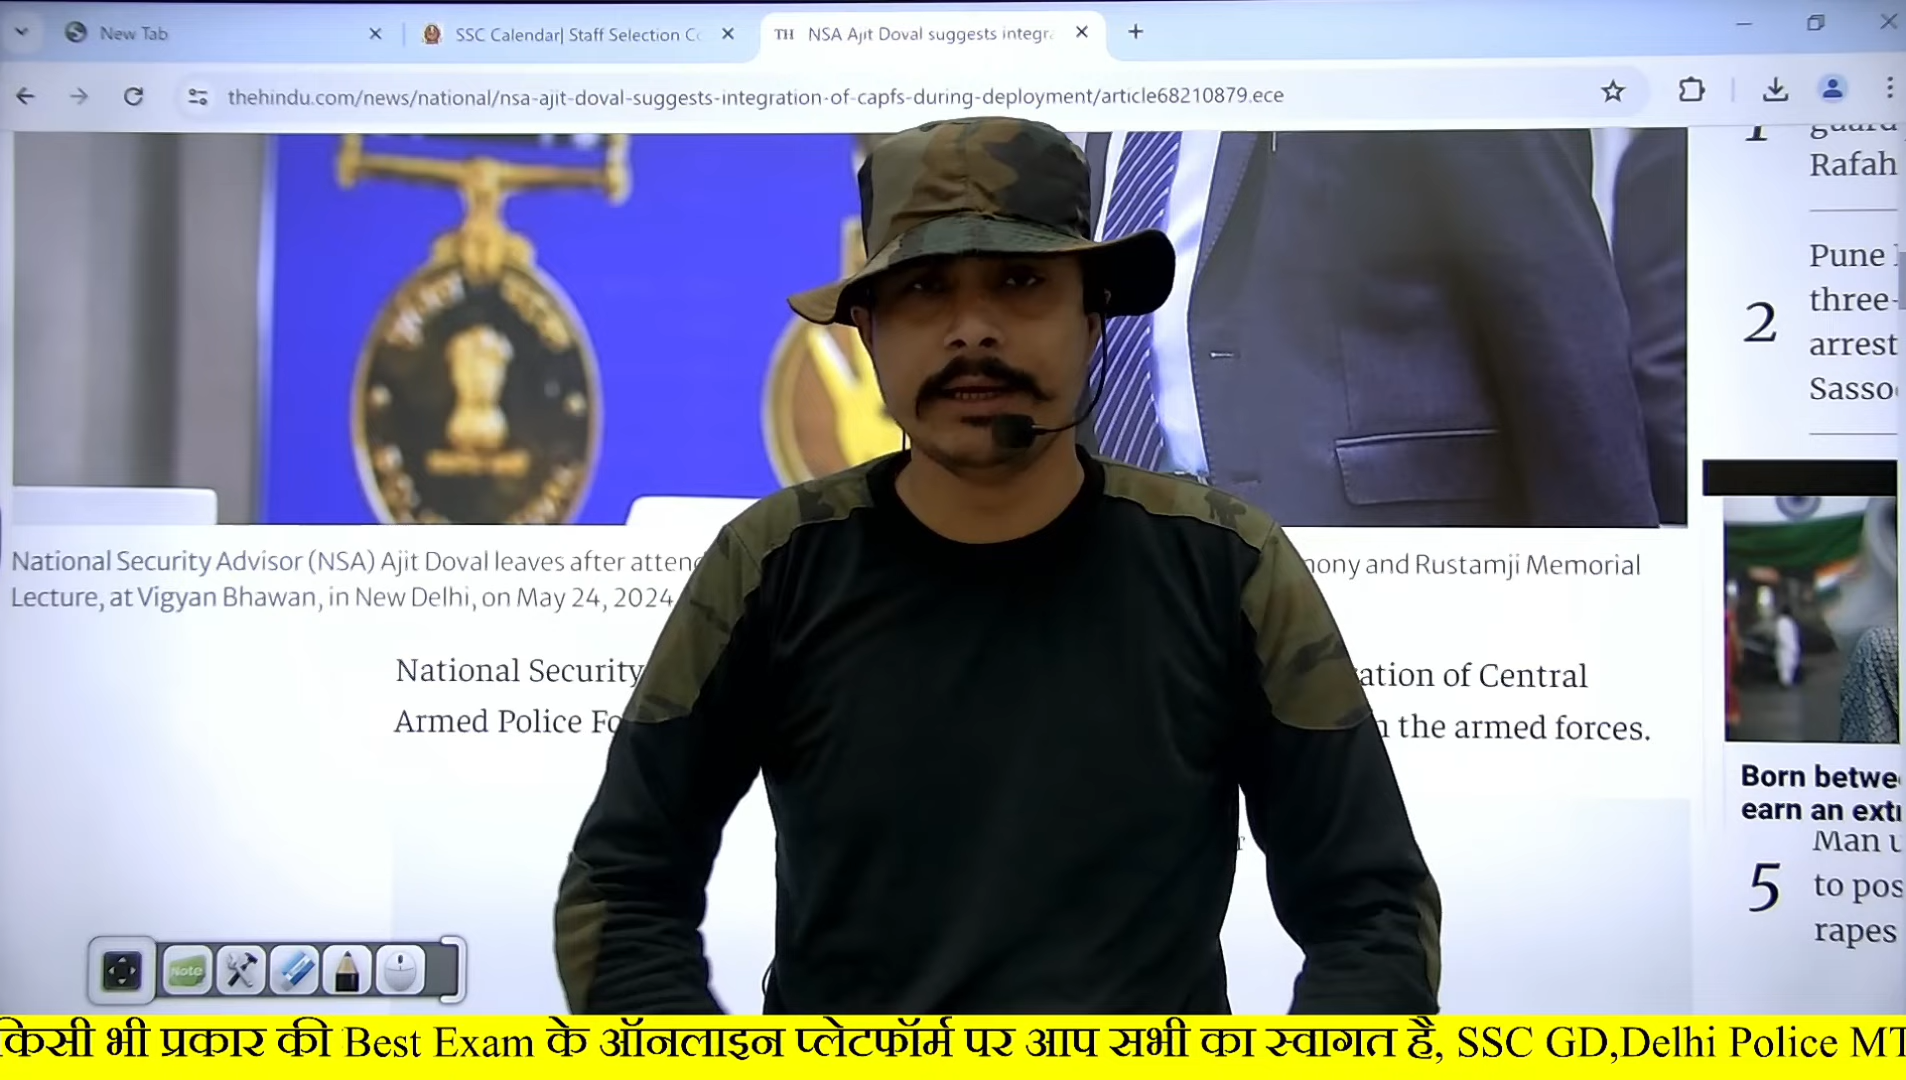 New Tab
SSC Calendar| Staff Selection Co
TH NSA Ajit Doval suggests integra
thehindu.com/news/national/nsa-ajit-doval-suggests-integration-of-capfs-during-deployment/article68210879.ece
Rafah
Pune
2 three-
arrest
National Security Advisor (NSA) Ajit Doval leaves after attend
ony and Rustamji Memorial
Lecture, at Vigyan Bhawan, in New Delhi, on May 24, 2024
National Security
ation of Central
Armed Police Fo
the armed forces.
Born betwe
earn an ext
Man
5 to pos
rapes
Note
किसी भी प्रकार की Best Exam के ऑनलाइन प्लेटफॉर्म पर आप सभी का स्वागत है, SSC GD,Delhi Police MT